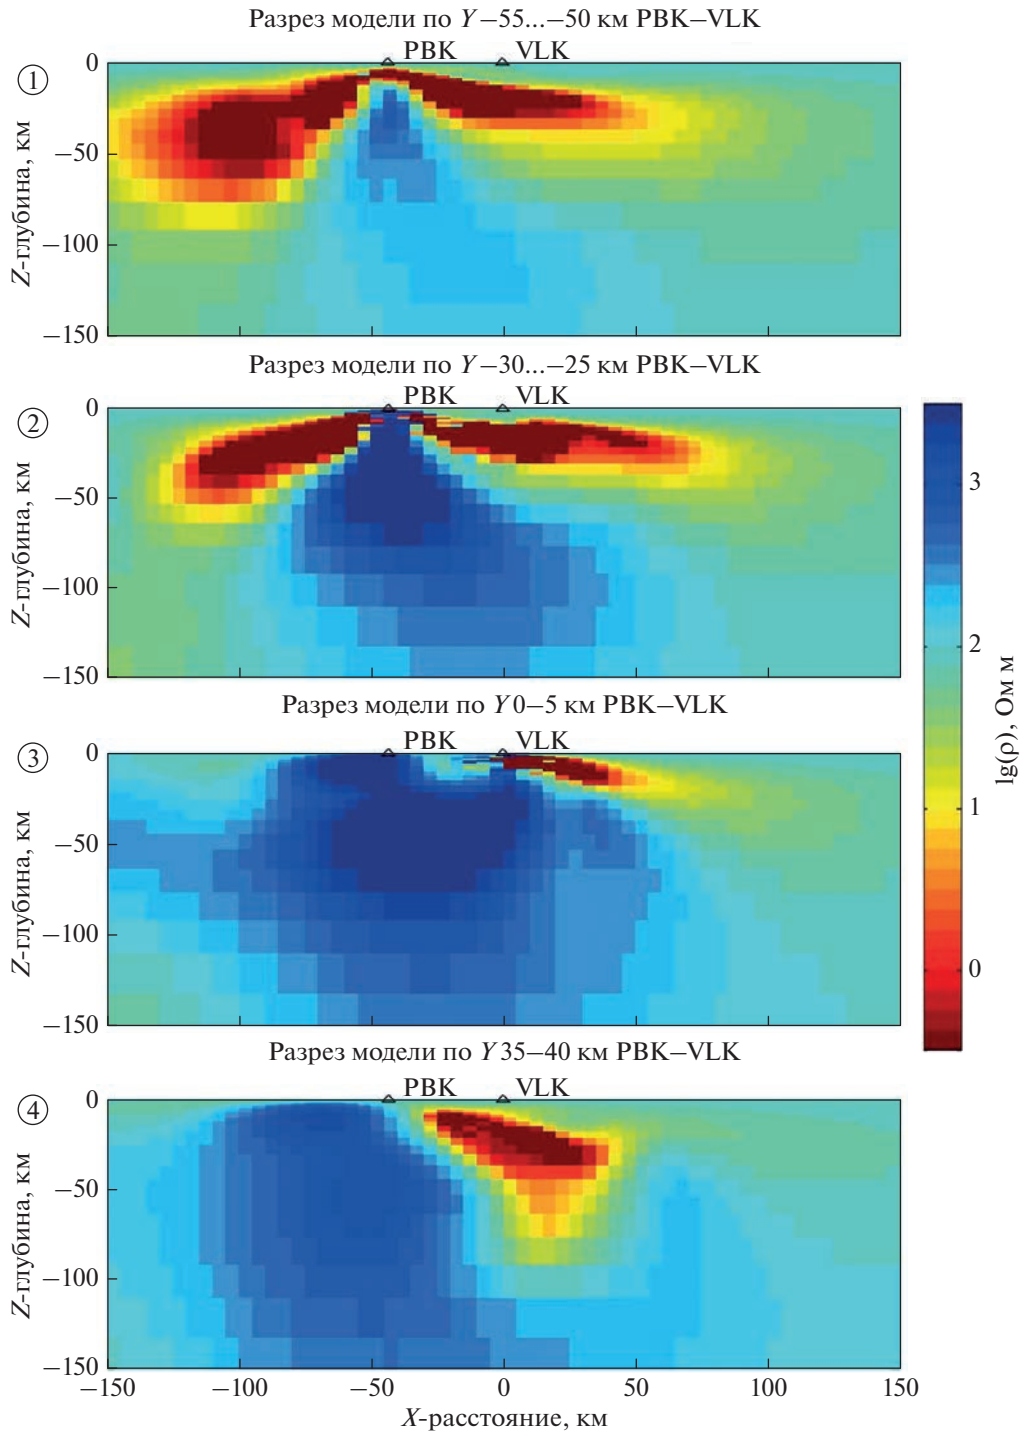 Разрез модели по Y −55...−50 км PBK−VLK
PBK VLK
1
0
−50
−100
−150
Z-глубина, км
Разрез модели по Y −30...−25 км PBK−VLK
PBK VLK
2
0
−50
−100
−150
Z-глубина, км
Разрез модели по Y 0−5 км PBK−VLK
PBK VLK
3
0
−50
−100
−150
Z-глубина, км
3
2
1
0
lg(ρ), Ом м
Разрез модели по Y 35−40 км PBK−VLK
PBK VLK
4
0
−50
−100
−150
Z-глубина, км
−150 −100 −50 0 50 100 150
X-расстояние, км